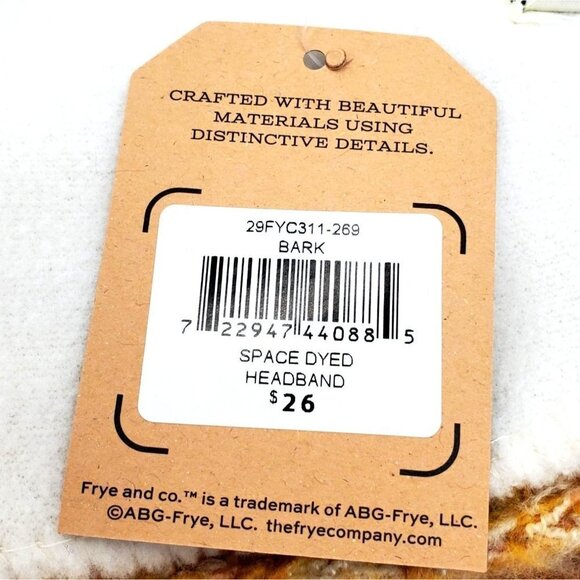 CRAFTED WITH BEAUTIFUL
MATERIALS USING
DISTINCTIVE DETAILS.
29FYC311-269
BARK
7 22947 44088 5
SPACE DYED
HEADBAND
$26
Frye and co.™ is a trademark of ABG-Frye, LLC.
©ABG-Frye, LLC. thefryecompany.com